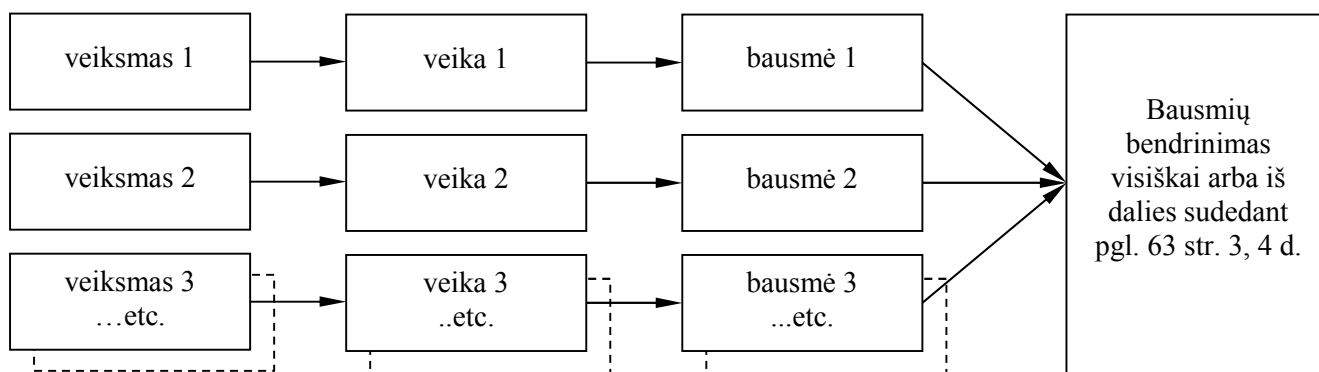 veiksmas 1
veika 1
bausmė 1
veiksmas 2
veika 2
bausmė 2
veiksmas 3
…etc.
veika 3
..etc.
bausmė 3
...etc.
Bausmių
bendrinimas
visiškai arba iš
dalies sudedant
pgl. 63 str. 3, 4 d.